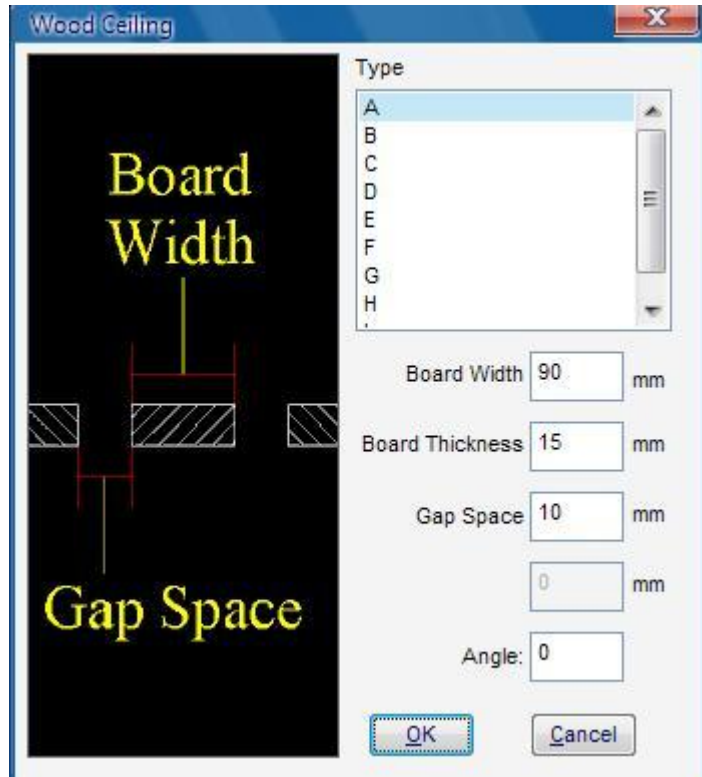 Wood Ceiling
X
Board
Width
Gap Space
Type
A
B
C
D
E
F
G
H
Board Width 90 mm
Board Thickness 15 mm
Gap Space 10 mm
0 mm
Angle: 0
OK Cancel